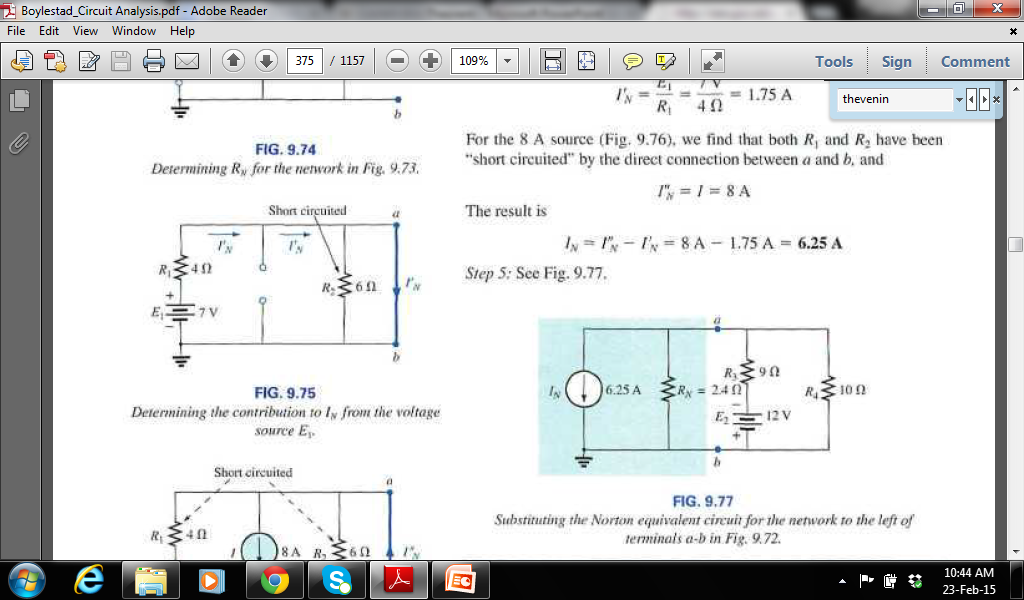 Boylestad_Circuit Analysis.pdf - Adobe Reader
File Edit View Window Help
375 / 1157 109% Tools Sign Comment
thevenin
b
FIG. 9.74
Determining R_N for the network in Fig. 9.73.
Short circuited
a
I'N I'N
R1 4 Ω
R2 6 Ω
I'N
+
E1 7 V
–
b
FIG. 9.75
Determining the contribution to I_N from the voltage
source E1.
Short circuited
a
R1 4 Ω
I 8 A R2 6 Ω I"N
I'N = E1 / R1 = 7 V / 4 Ω = 1.75 A
For the 8 A source (Fig. 9.76), we find that both R1 and R2 have been
"short circuited" by the direct connection between a and b, and
I"N = I = 8 A
The result is
IN = I"N – I'N = 8 A – 1.75 A = 6.25 A
Step 5: See Fig. 9.77.
a
R3 9 Ω
IN 6.25 A RN = 2.4 Ω R4 10 Ω
–
E2 12 V
+
b
FIG. 9.77
Substituting the Norton equivalent circuit for the network to the left of
terminals a-b in Fig. 9.72.
10:44 AM
23-Feb-15